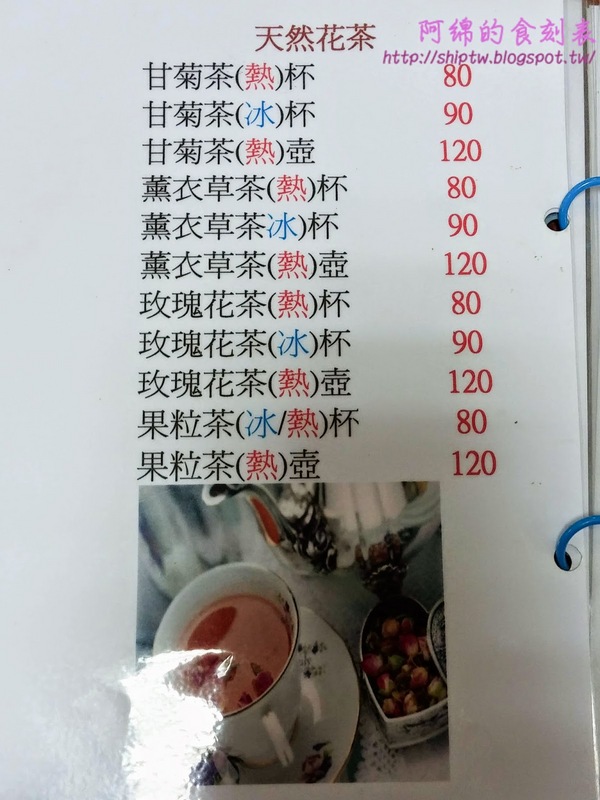 阿綿的食刻表
http://shiptw.blogspot.tw/
天然花茶
甘菊茶(熱)杯 80
甘菊茶(冰)杯 90
甘菊茶(熱)壺 120
薰衣草茶(熱)杯 80
薰衣草茶冰)杯 90
薰衣草茶(熱)壺 120
玫瑰花茶(熱)杯 80
玫瑰花茶(冰)杯 90
玫瑰花茶(熱)壺 120
果粒茶(冰/熱)杯 80
果粒茶(熱)壺 120